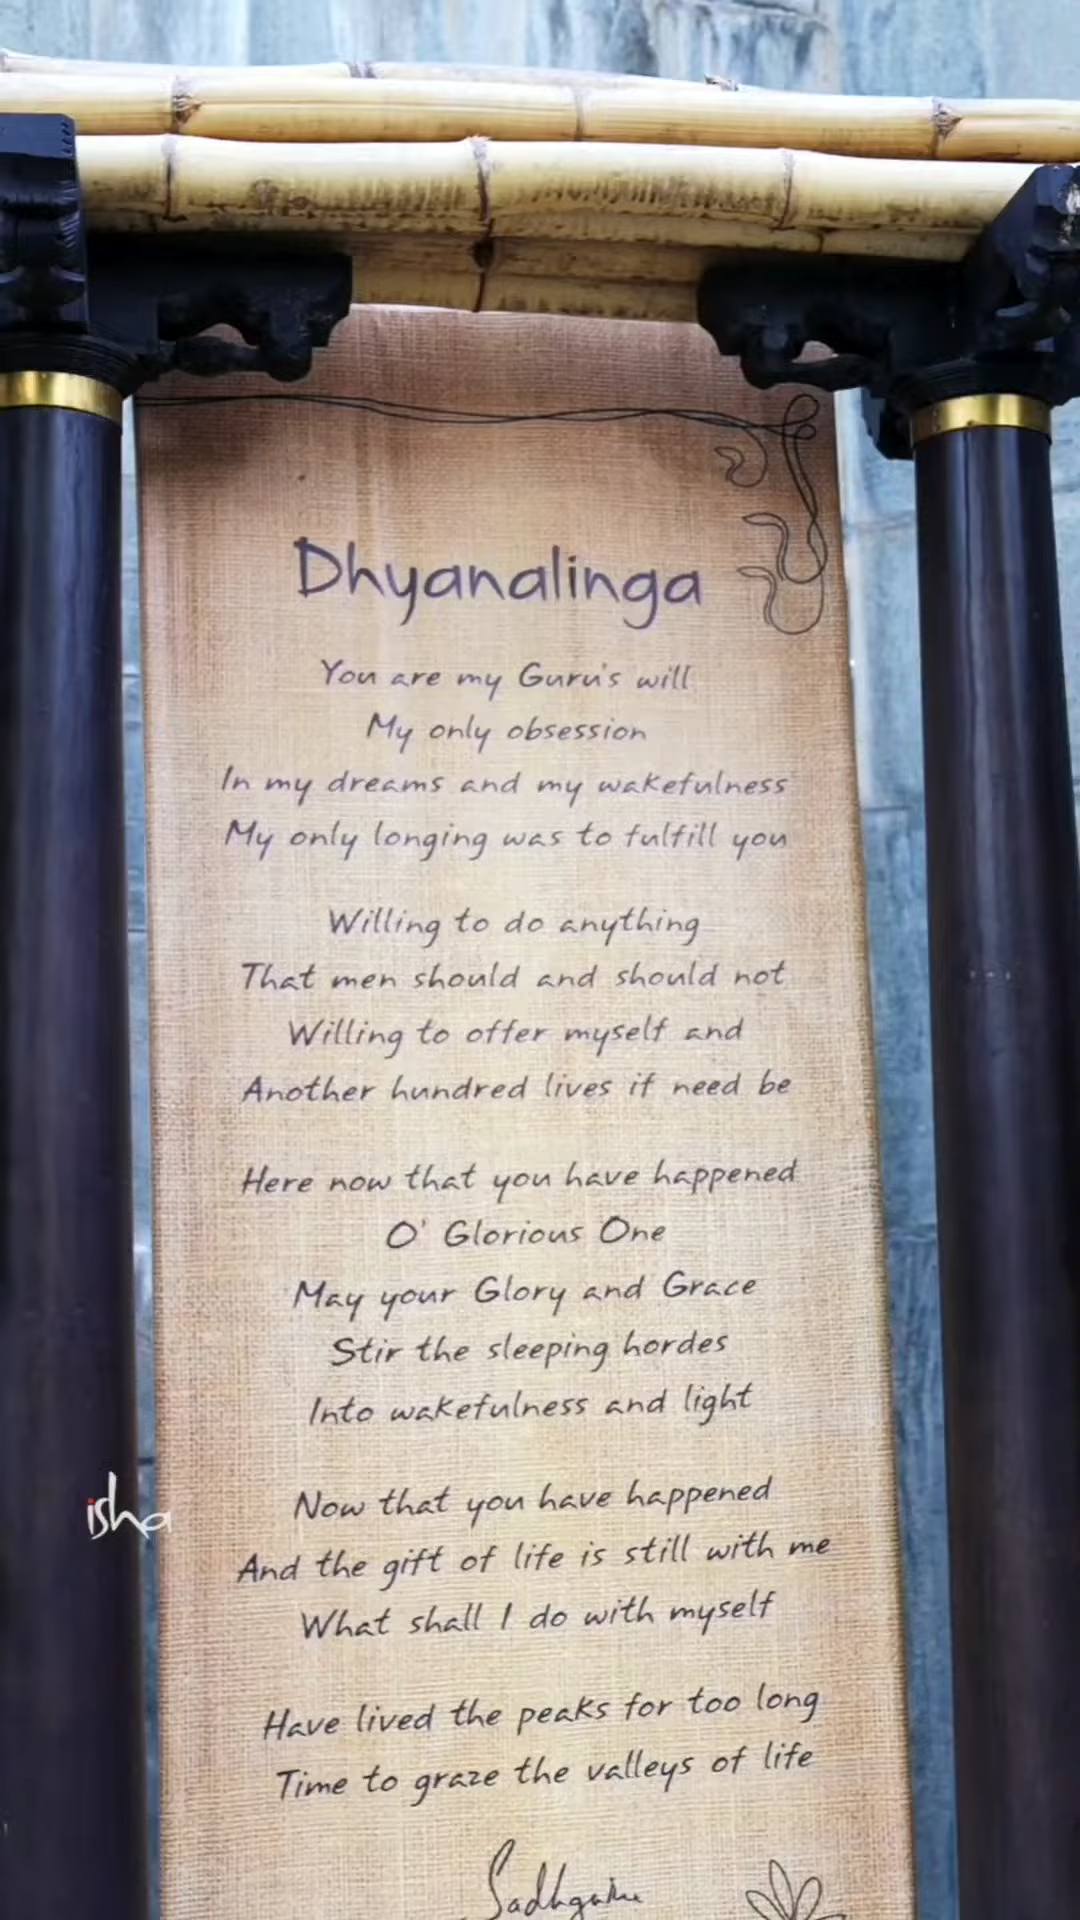 Dhyanalinga
You are my Guru's will
My only obsession
In my dreams and my wakefulness
My only longing was to fulfill you
Willing to do anything
That men should and should not
Willing to offer myself and
Another hundred lives if need be
Here now that you have happened
O' Glorious One
May your Glory and Grace
Stir the sleeping hordes
Into wakefulness and light
Now that you have happened
And the gift of life is still with me
What shall I do with myself
Have lived the peaks for too long
Time to graze the valleys of life
Sadhguru
isha